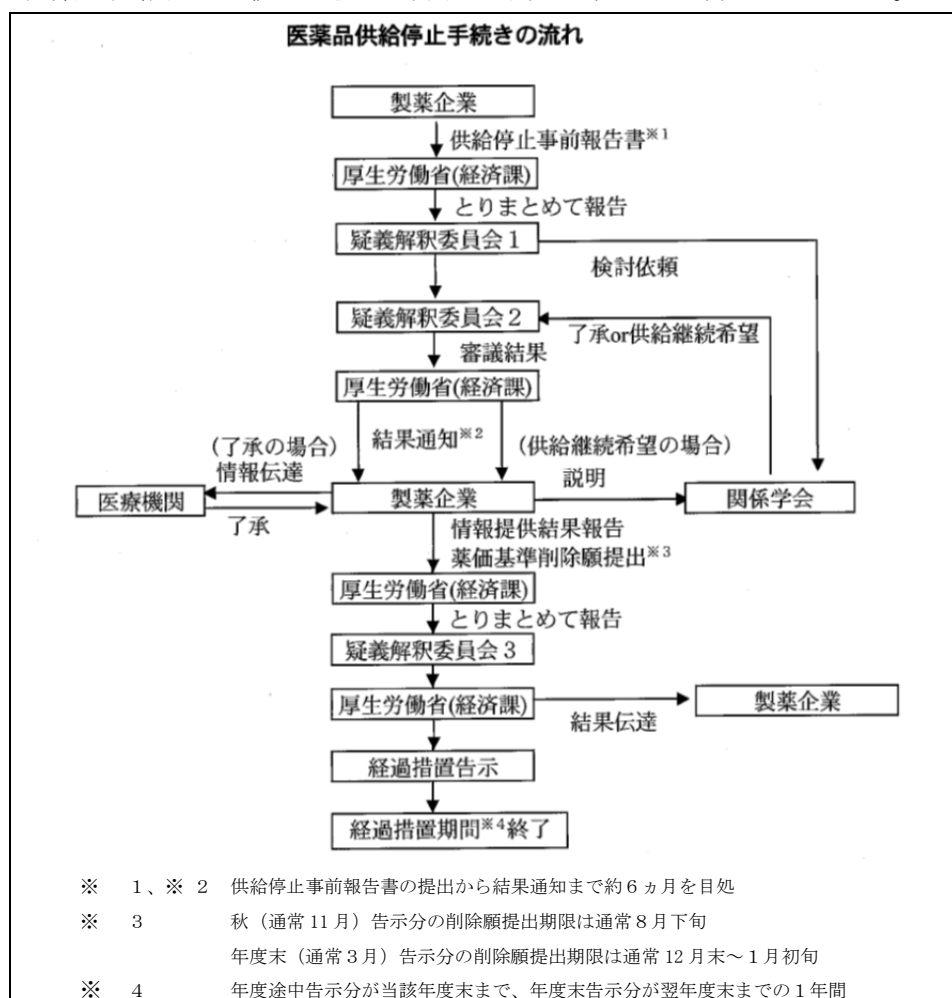 医薬品供給停止手続きの流れ
製薬企業
供給停止事前報告書※1
厚生労働省(経済課)
とりまとめて報告
疑義解釈委員会1
検討依頼
疑義解釈委員会2
了承or供給継続希望
審議結果
厚生労働省(経済課)
(了承の場合)
情報伝達
結果通知※2
(供給継続希望の場合)
説明
医療機関
製薬企業
関係学会
了承
情報提供結果報告
薬価基準削除願提出※3
厚生労働省(経済課)
とりまとめて報告
疑義解釈委員会3
厚生労働省(経済課)
結果伝達
製薬企業
経過措置告示
経過措置期間※4終了
※ 1、※ 2 供給停止事前報告書の提出から結果通知まで約6ヵ月を目処
※ 3 秋(通常11月)告示分の削除願提出期限は通常8月下旬
年度末(通常3月)告示分の削除願提出期限は通常12月末~1月初旬
※ 4 年度途中告示分が当該年度末まで、年度末告示分が翌年度末までの1年間